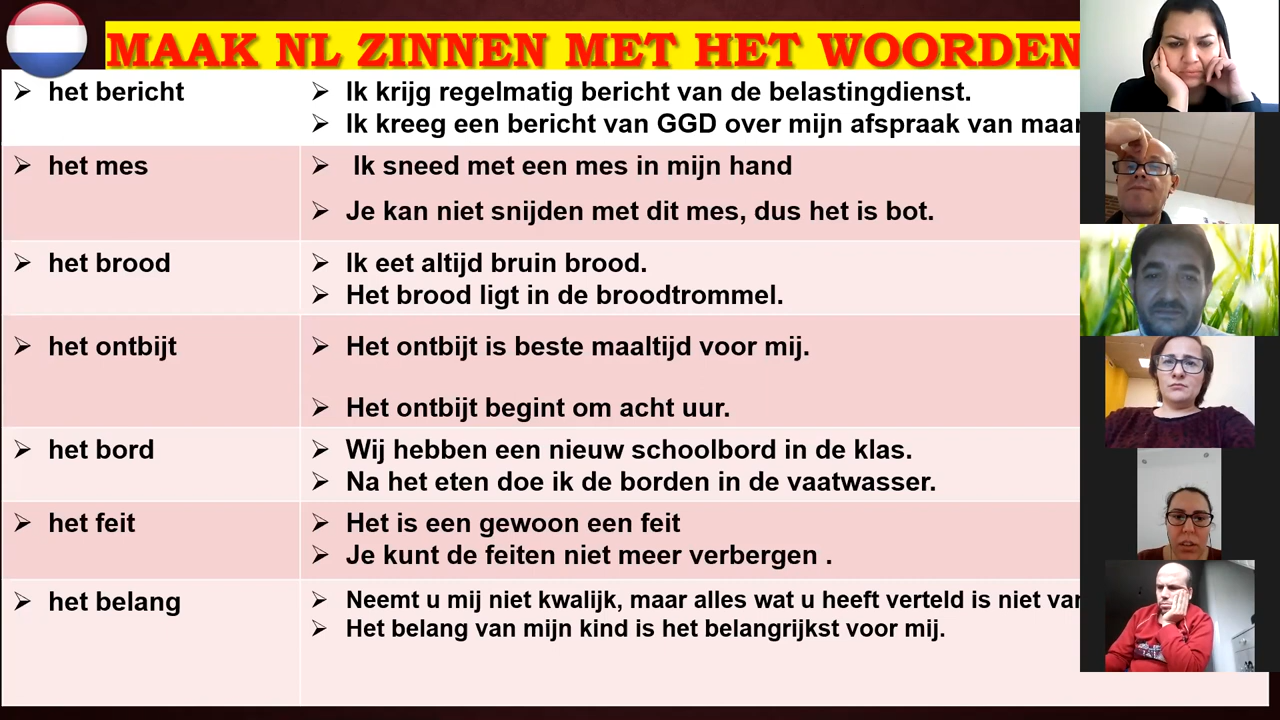 MAAK NL ZINNEN MET HET WOORDEN
het bericht
Ik krijg regelmatig bericht van de belastingdienst.
Ik kreeg een bericht van GGD over mijn afspraak van
het mes
Ik sneed met een mes in mijn hand
Je kan niet snijden met dit mes, dus het is bot.
het brood
Ik eet altijd bruin brood.
Het brood ligt in de broodtrommel.
het ontbijt
Het ontbijt is beste maaltijd voor mij.
Het ontbijt begint om acht uur.
het bord
Wij hebben een nieuw schoolbord in de klas.
Na het eten doe ik de borden in de vaatwasser.
het feit
Het is een gewoon een feit
Je kunt de feiten niet meer verbergen .
het belang
Neemt u mij niet kwalijk, maar alles wat u heeft verteld is niet
Het belang van mijn kind is het belangrijkst voor mij.